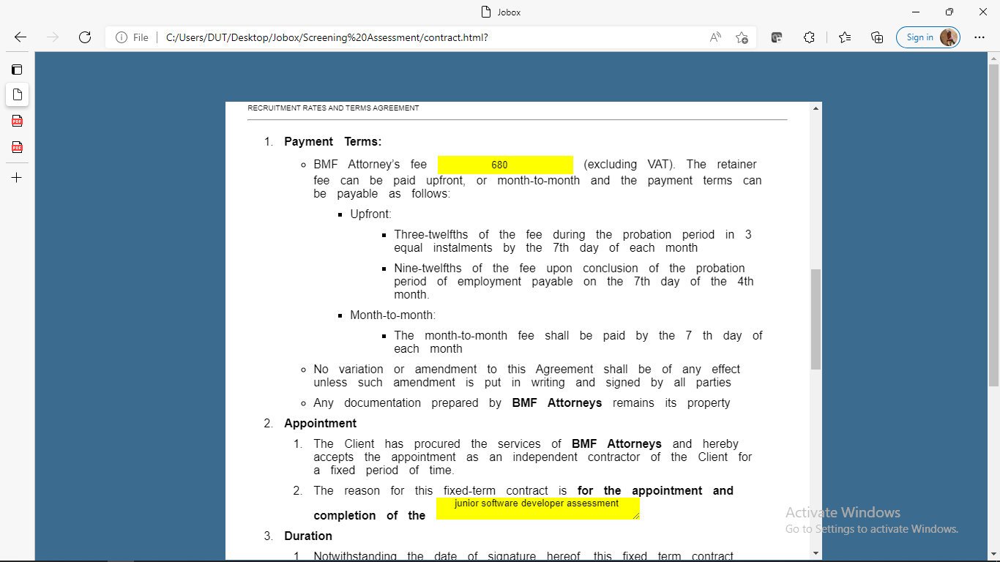 Jobox
File
C:/Users/DUT/Desktop/Jobox/Screening%20Assessment/contract.html?
Sign in
RECRUITMENT RATES AND TERMS AGREEMENT
1. Payment Terms:
BMF Attorney's fee 680 (excluding VAT). The retainer
fee can be paid upfront, or month-to-month and the payment terms can
be payable as follows:
Upfront:
Three-twelfths of the fee during the probation period in 3
equal instalments by the 7th day of each month
Nine-twelfths of the fee upon conclusion of the probation
period of employment payable on the 7th day of the 4th
month.
Month-to-month:
The month-to-month fee shall be paid by the 7 th day of
each month
No variation or amendment to this Agreement shall be of any effect
unless such amendment is put in writing and signed by all parties
Any documentation prepared by BMF Attorneys remains its property
2. Appointment
1. The Client has procured the services of BMF Attorneys and hereby
accepts the appointment as an independent contractor of the Client for
a fixed period of time.
2. The reason for this fixed-term contract is for the appointment and
completion of the junior software developer assessment
3. Duration
1. Notwithstanding the date of signature hereof this fixed term contract
Activate Windows
Go to Settings to activate Windows.